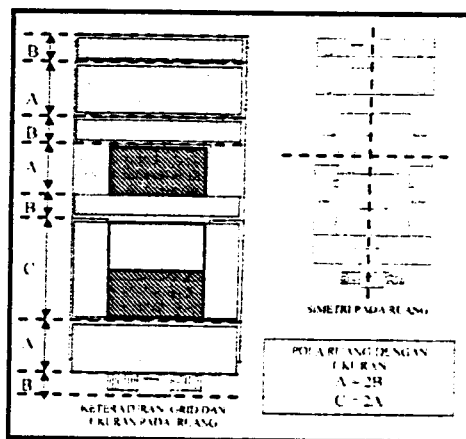 B
A
B
A
B
C
A
B
KETERATURAN GRID DAN
UKURAN PADA RUANG
SIMETRI PADA RUANG
POLA RUANG DENGAN
UKURAN
A = 2B
C = 2A